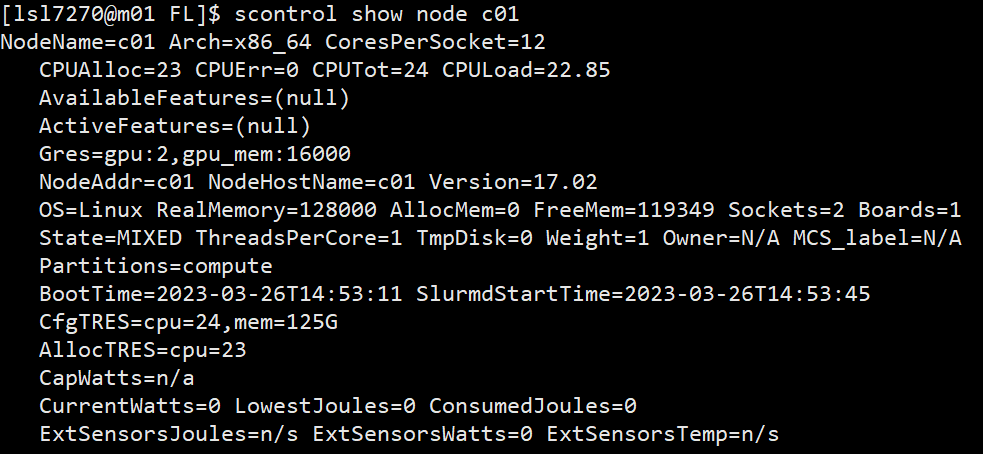 [lsl7270@m01 FL]$ scontrol show node c01
NodeName=c01 Arch=x86_64 CoresPerSocket=12
CPUAlloc=23 CPUErr=0 CPUTot=24 CPULoad=22.85
AvailableFeatures=(null)
ActiveFeatures=(null)
Gres=gpu:2,gpu_mem:16000
NodeAddr=c01 NodeHostName=c01 Version=17.02
OS=Linux RealMemory=128000 AllocMem=0 FreeMem=119349 Sockets=2 Boards=1
State=MIXED ThreadsPerCore=1 TmpDisk=0 Weight=1 Owner=N/A MCS_label=N/A
Partitions=compute
BootTime=2023-03-26T14:53:11 SlurmdStartTime=2023-03-26T14:53:45
CfgTRES=cpu=24,mem=125G
AllocTRES=cpu=23
CapWatts=n/a
CurrentWatts=0 LowestJoules=0 ConsumedJoules=0
ExtSensorsJoules=n/s ExtSensorsWatts=0 ExtSensorsTemp=n/s